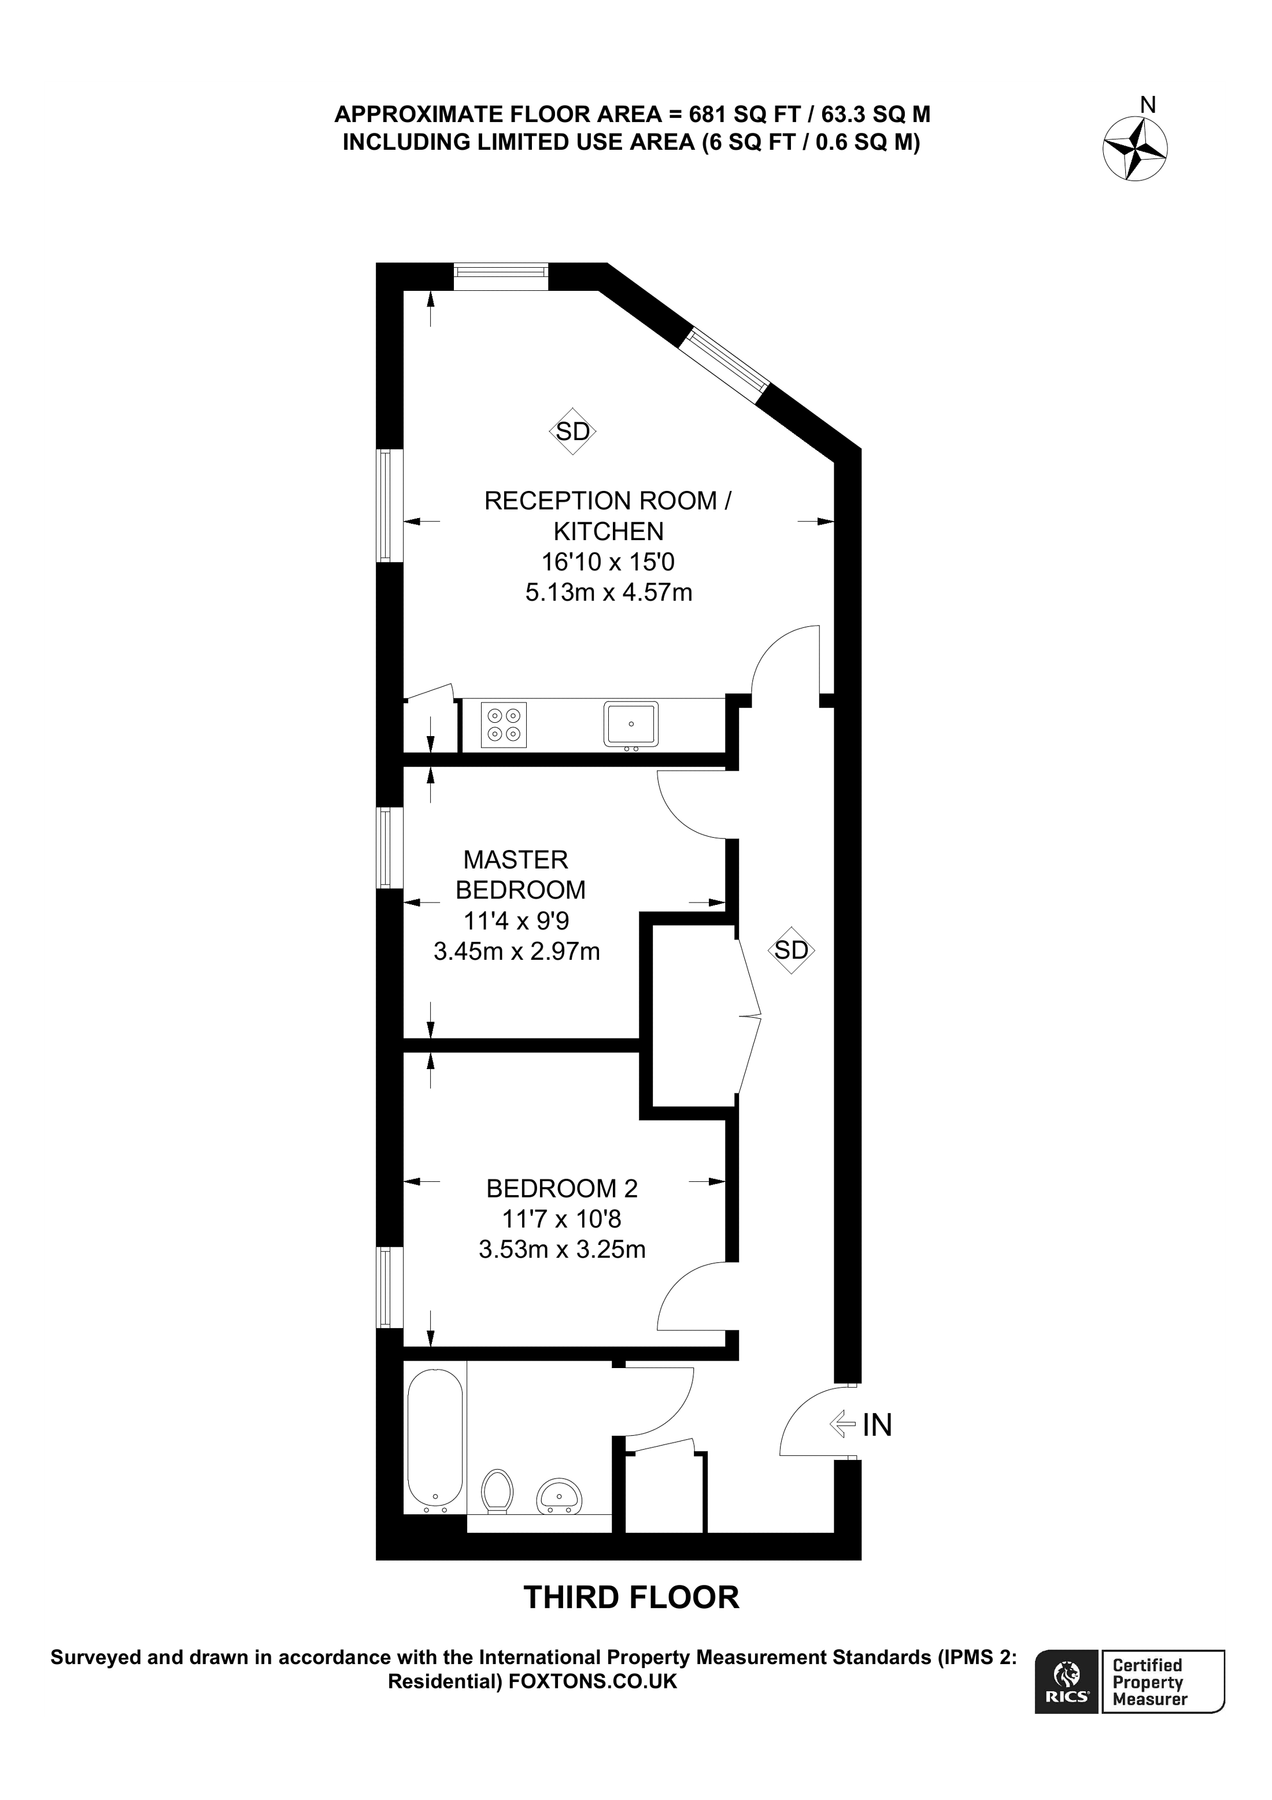 APPROXIMATE FLOOR AREA = 681 SQ FT / 63.3 SQ M
INCLUDING LIMITED USE AREA (6 SQ FT / 0.6 SQ M)
N
SD
RECEPTION ROOM /
KITCHEN
16'10 x 15'0
5.13m x 4.57m
MASTER
BEDROOM
11'4 x 9'9
3.45m x 2.97m
SD
BEDROOM 2
11'7 x 10'8
3.53m x 3.25m
IN
THIRD FLOOR
Surveyed and drawn in accordance with the International Property Measurement Standards (IPMS 2:
Residential) FOXTONS.CO.UK
RICS
Certified
Property
Measurer